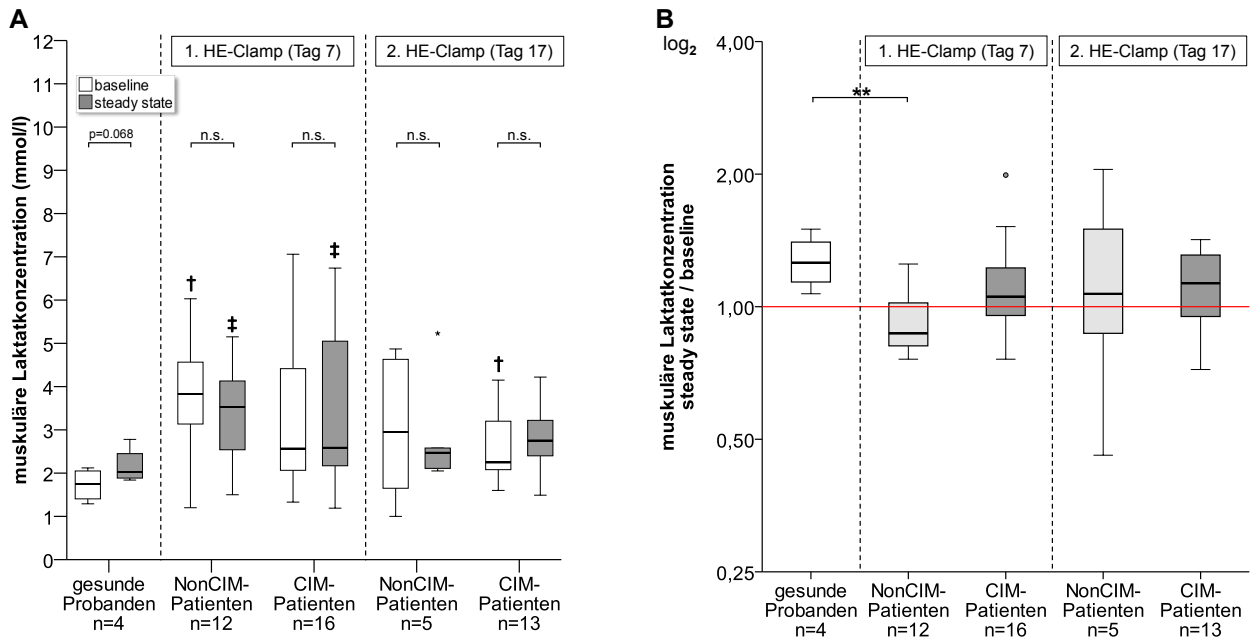 A
muskuläre Laktatkonzentration (mmol/l)
12
11
10
9
8
7
6
5
4
3
2
1
0
1. HE-Clamp (Tag 7)
2. HE-Clamp (Tag 17)
baseline
steady state
p=0.068
n.s.
n.s.
n.s.
n.s.
†
‡
‡
†
*
gesunde
Probanden
n=4
NonCIM-
Patienten
n=12
CIM-
Patienten
n=16
NonCIM-
Patienten
n=5
CIM-
Patienten
n=13
B
log₂
muskuläre Laktatkonzentration
steady state / baseline
4,00
2,00
1,00
0,50
0,25
1. HE-Clamp (Tag 7)
2. HE-Clamp (Tag 17)
**
gesunde
Probanden
n=4
NonCIM-
Patienten
n=12
CIM-
Patienten
n=16
NonCIM-
Patienten
n=5
CIM-
Patienten
n=13